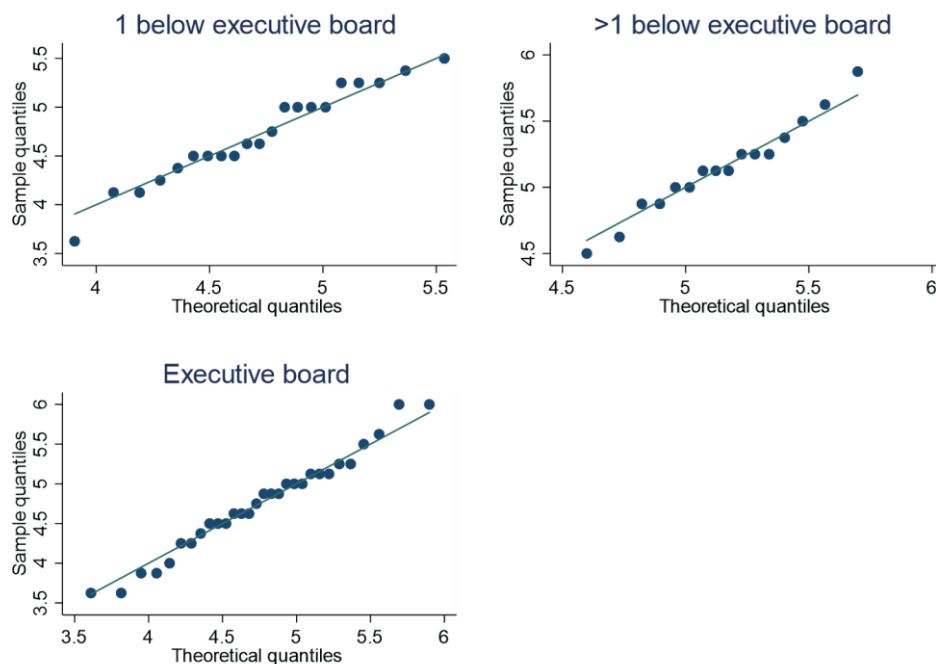 1 below executive board
5.5
5
4.5
4
3.5
Sample quantiles
4 4.5 5 5.5
Theoretical quantiles
>1 below executive board
6
5.5
5
4.5
Sample quantiles
4.5 5 5.5 6
Theoretical quantiles
Executive board
6
5.5
5
4.5
4
3.5
Sample quantiles
3.5 4 4.5 5 5.5 6
Theoretical quantiles